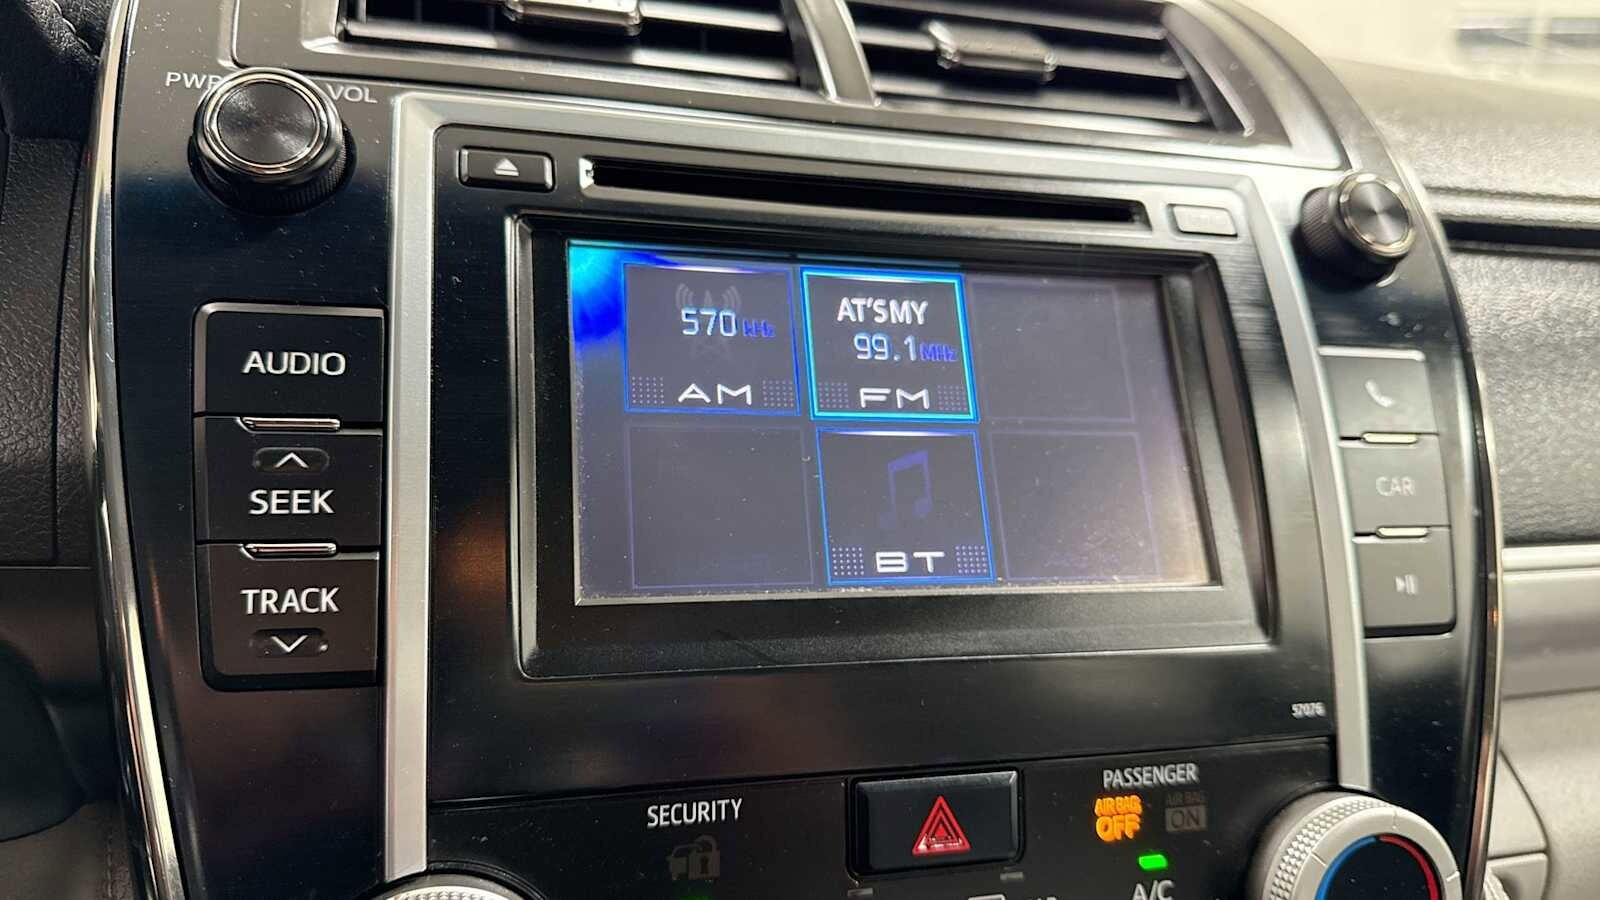 PWR VOL
AUDIO
SEEK
TRACK
570 kHz
AM
AT'SMY
99.1 MHz
FM
BT
CAR
57076
SECURITY
PASSENGER
AIR BAG
OFF
AIR BAG
ON
A/C